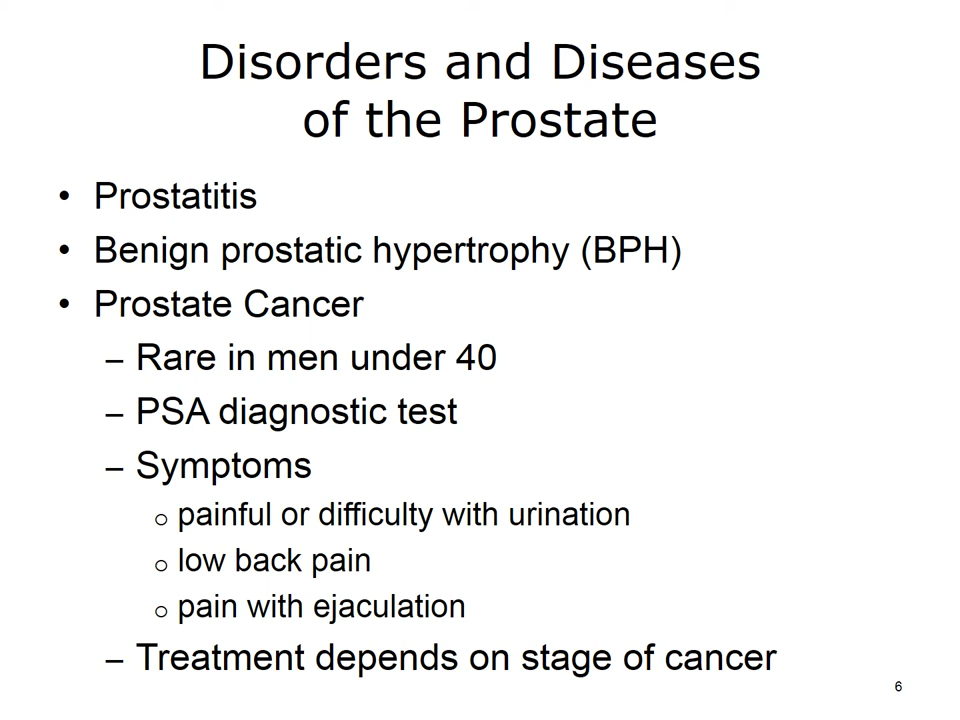 Disorders and Diseases
of the Prostate
• Prostatitis
• Benign prostatic hypertrophy (BPH)
• Prostate Cancer
– Rare in men under 40
– PSA diagnostic test
– Symptoms
o painful or difficulty with urination
o low back pain
o pain with ejaculation
– Treatment depends on stage of cancer
6